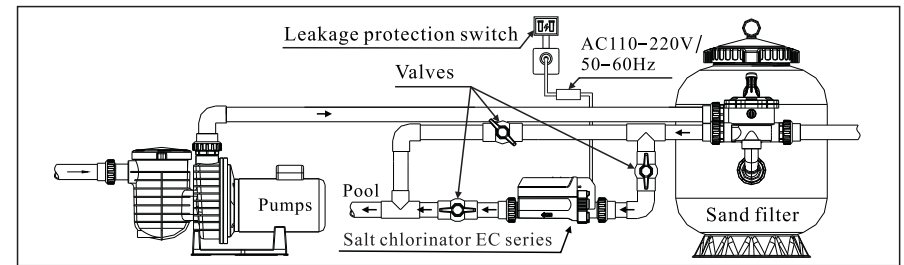 Leakage protection switch
AC110-220V/
50-60Hz
Valves
Pool
Pumps
Sand filter
Salt chlorinator EC series